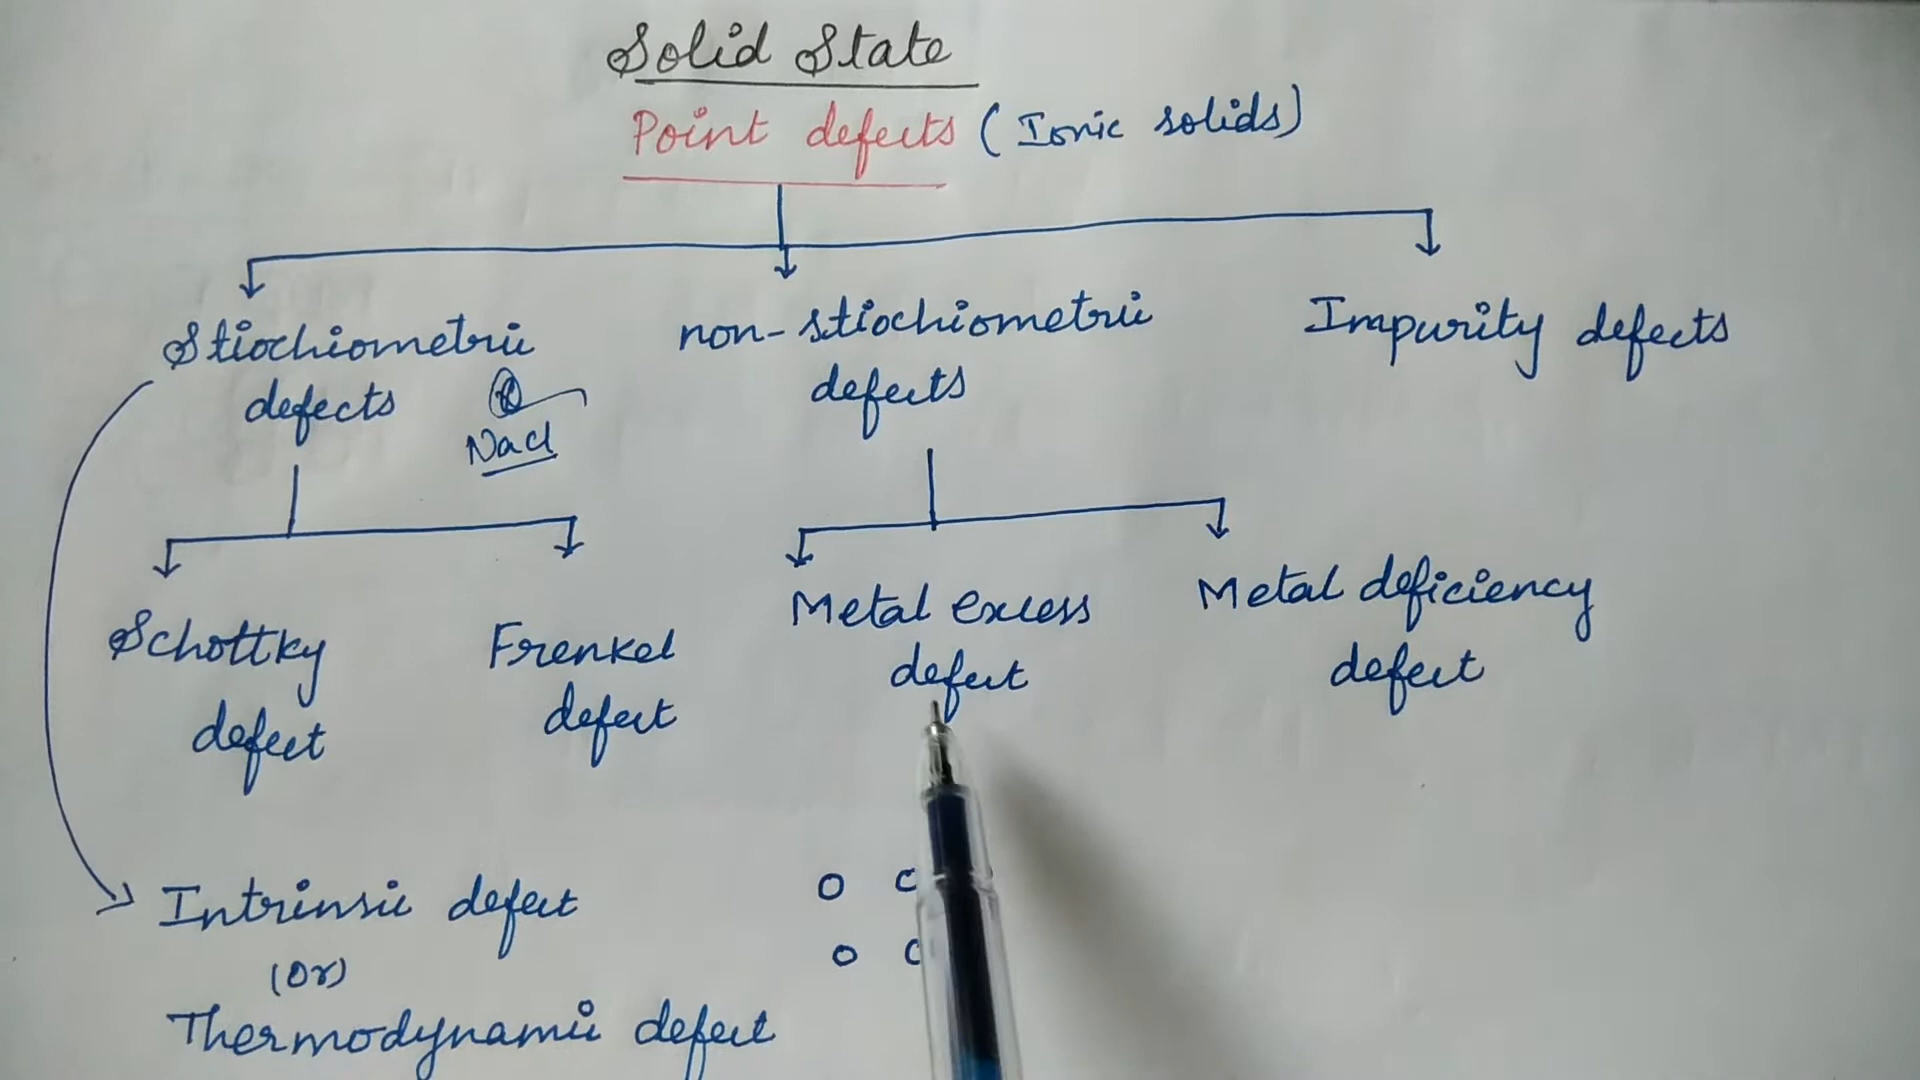 Solid State
Point defects (Ionic solids)
Stiochiometric
defects
NaCl
non-stiochiometric
defects
Impurity defects
Schottky
defect
Frenkel
defect
Metal excess
defect
Metal deficiency
defect
Intrinsic defect
(Or)
Thermodynamic defect